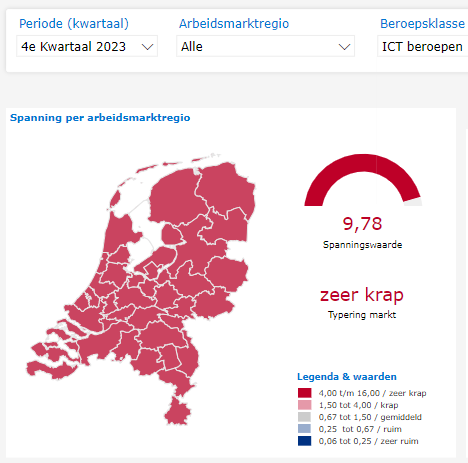 Periode (kwartaal)
Arbeidsmarktregio
Beroepsklasse
4e Kwartaal 2023
Alle
ICT beroepen
Spanning per arbeidsmarktregio
9,78
Spanningswaarde
zeer krap
Typering markt
Legenda & waarden
4,00 t/m 16,00 / zeer krap
1,50 tot 4,00 / krap
0,67 tot 1,50 / gemiddeld
0,25 tot 0,67 / ruim
0,06 tot 0,25 / zeer ruim